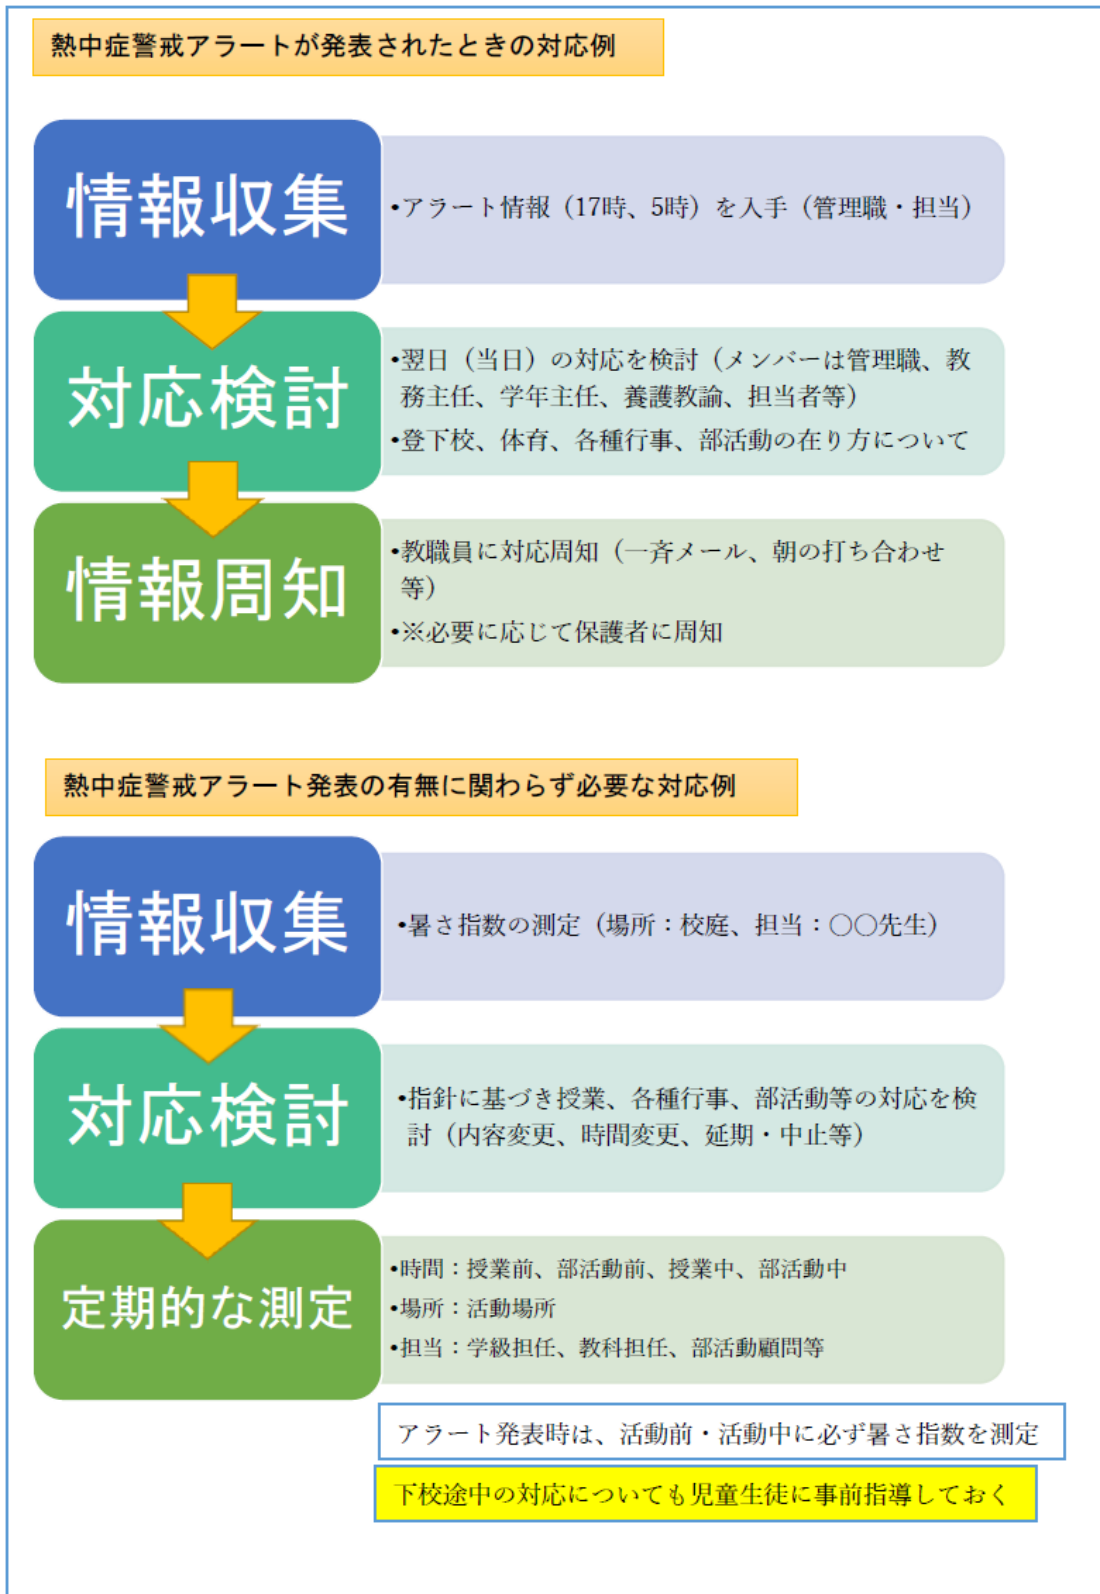 熱中症警戒アラートが発表されたときの対応例
情報収集
•アラート情報（17時、5時）を入手（管理職・担当）
対応検討
•翌日（当日）の対応を検討（メンバーは管理職、教
務主任、学年主任、養護教諭、担当者等）
•登下校、体育、各種行事、部活動の在り方について
情報周知
•教職員に対応周知（一斉メール、朝の打ち合わせ
等）
•※必要に応じて保護者に周知
熱中症警戒アラート発表の有無に関わらず必要な対応例
情報収集
•暑さ指数の測定（場所：校庭、担当：〇〇先生）
対応検討
•指針に基づき授業、各種行事、部活動等の対応を検
討（内容変更、時間変更、延期・中止等）
定期的な測定
•時間：授業前、部活動前、授業中、部活動中
•場所：活動場所
•担当：学級担任、教科担任、部活動顧問等
アラート発表時は、活動前・活動中に必ず暑さ指数を測定
下校途中の対応についても児童生徒に事前指導しておく